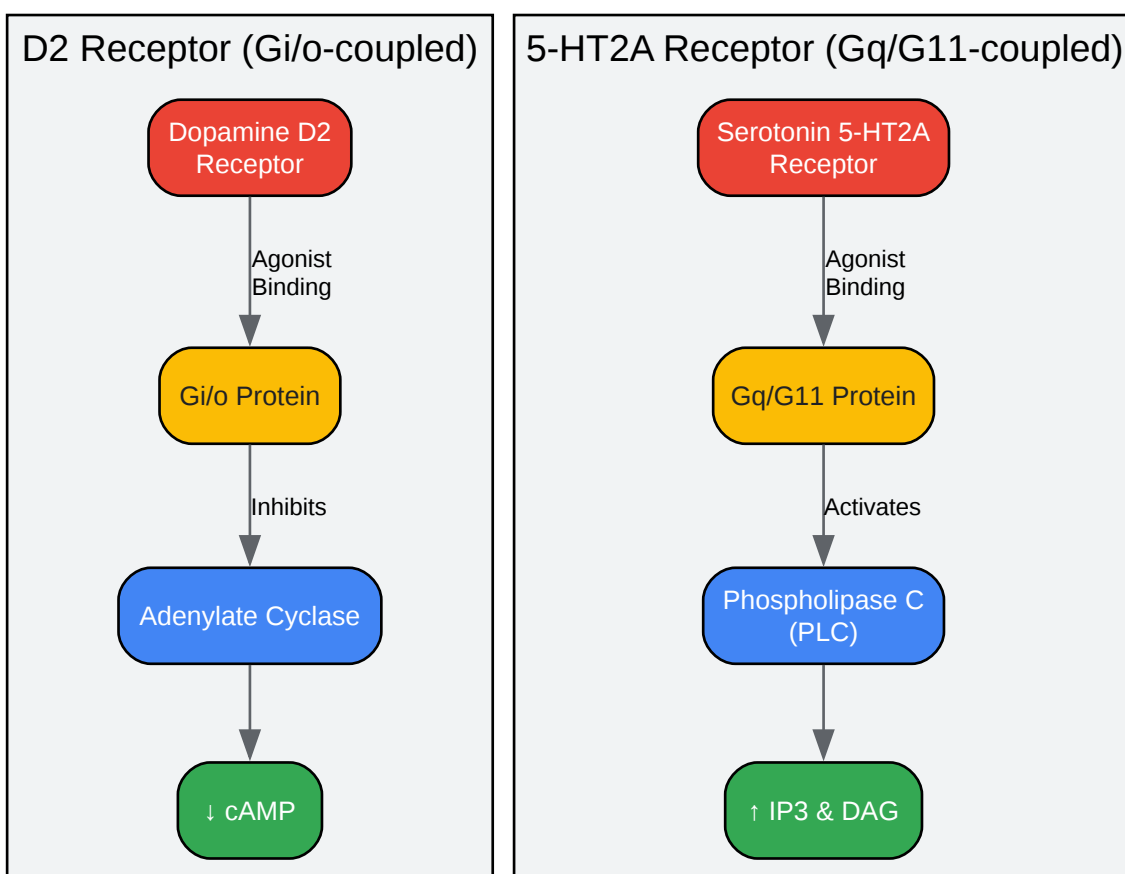 D2 Receptor (Gi/o-coupled)
Dopamine D2
Receptor
Agonist
Binding
Gi/o Protein
Inhibits
Adenylate Cyclase
↓ cAMP
5-HT2A Receptor (Gq/G11-coupled)
Serotonin 5-HT2A
Receptor
Agonist
Binding
Gq/G11 Protein
Activates
Phospholipase C
(PLC)
↑ IP3 & DAG